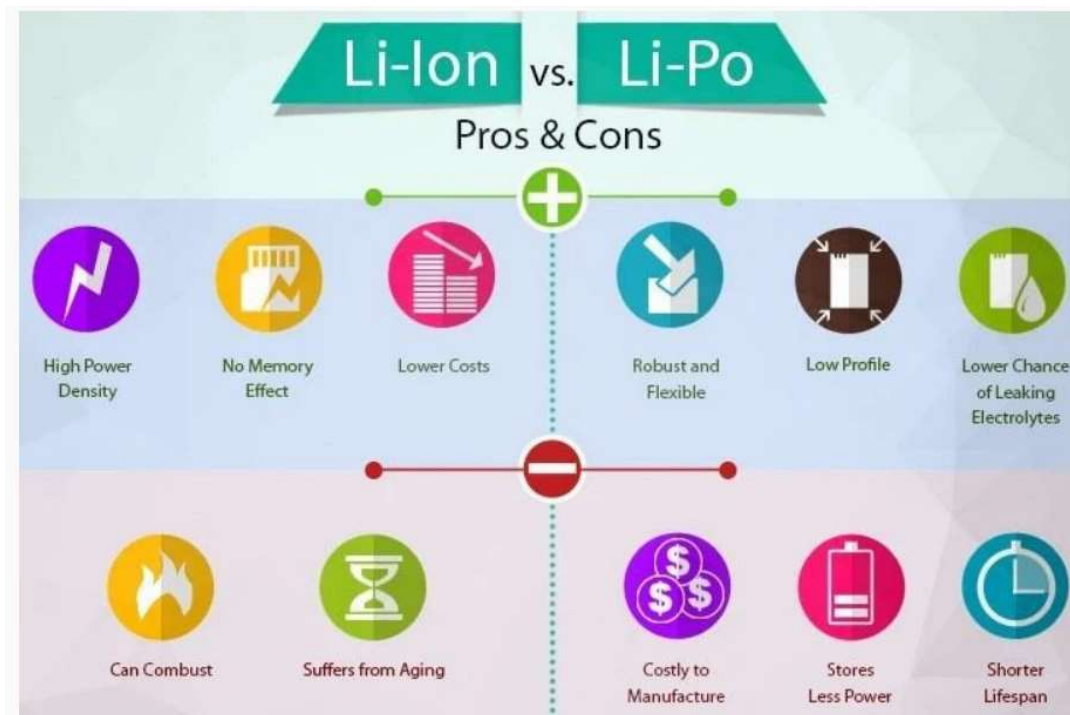 Li-Ion vs. Li-Po
Pros & Cons
High Power
Density
No Memory
Effect
Lower Costs
Robust and
Flexible
Low Profile
Lower Chance
of Leaking
Electrolytes
Can Combust
Suffers from Aging
$
$
$
Costly to
Manufacture
Stores
Less Power
Shorter
Lifespan